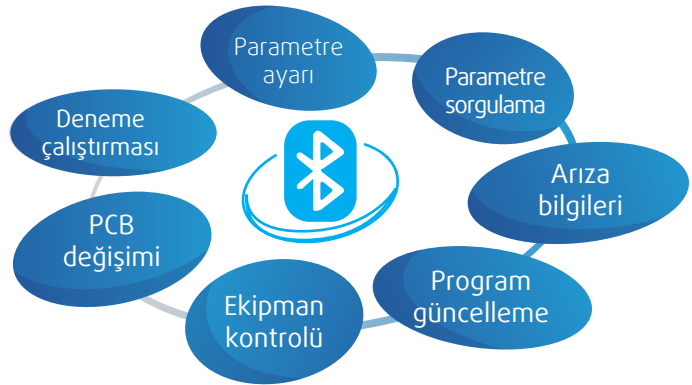 Parametre
ayarı
Parametre
sorgulama
Arıza
bilgileri
Program
güncelleme
Ekipman
kontrolü
PCB
değişimi
Deneme
çalıştırması